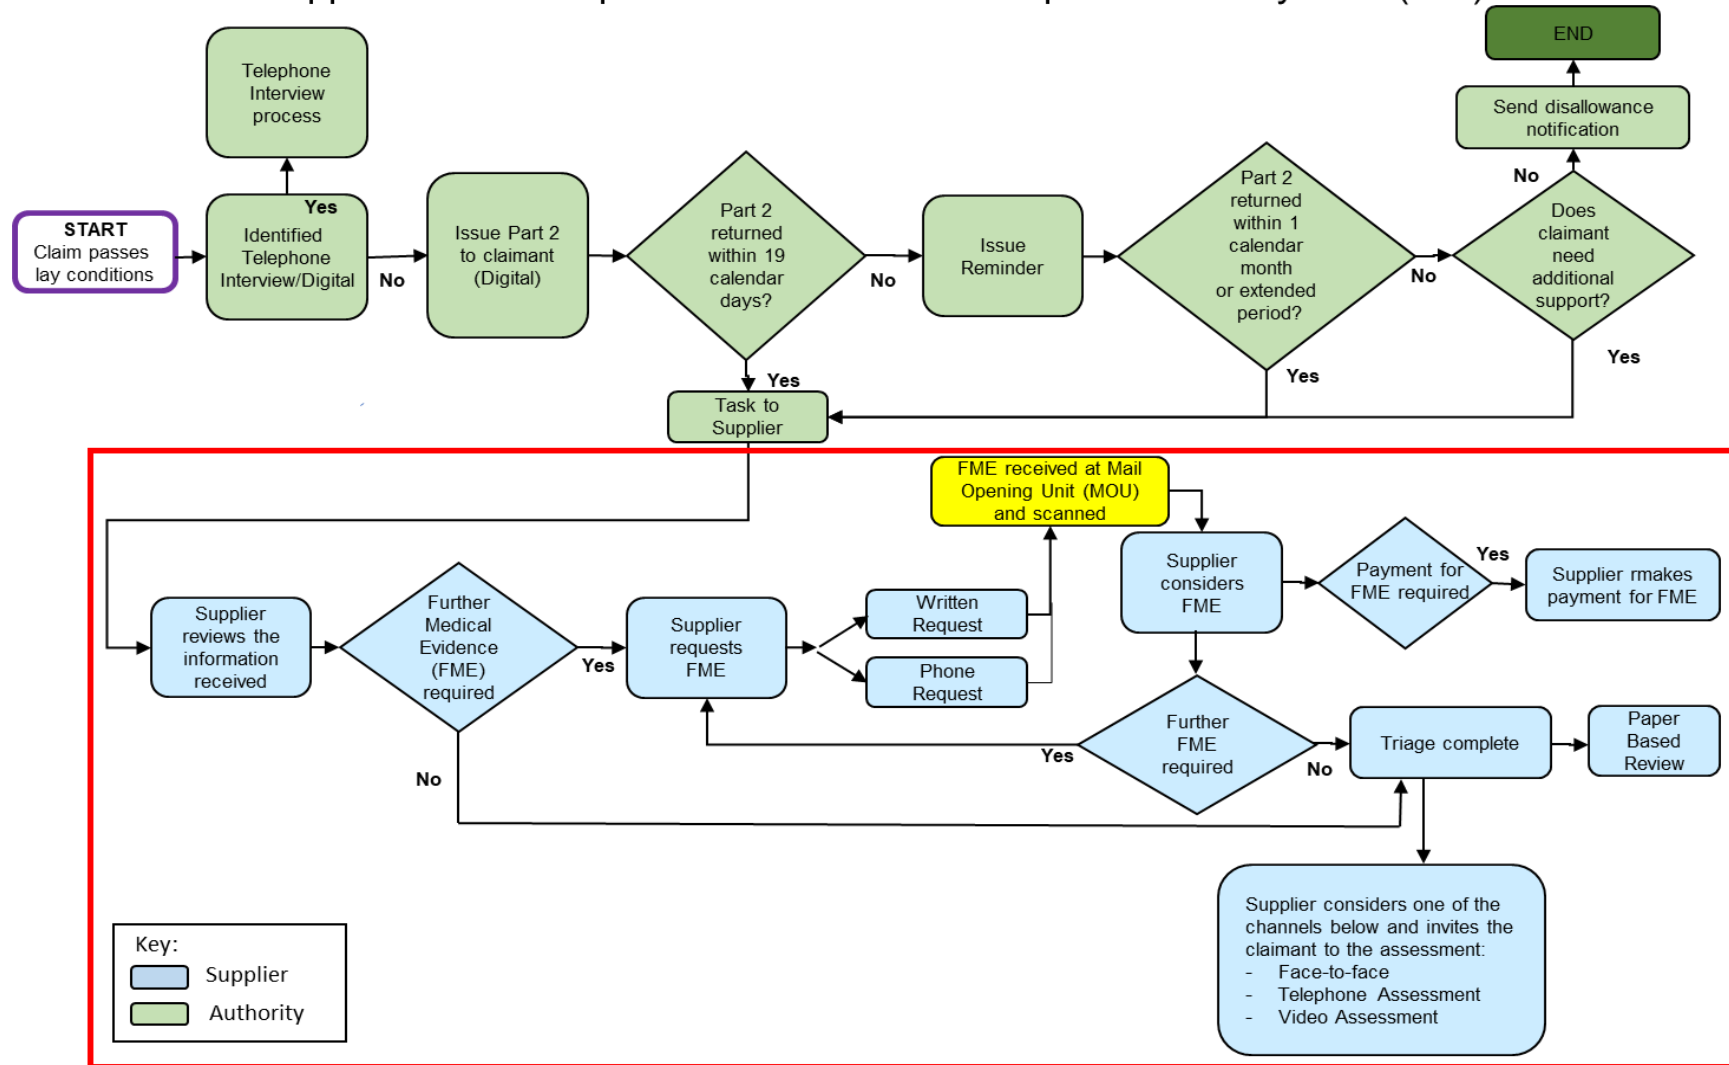 END
Telephone
Interview
process
Send disallowance
notification
No
START
Claim passes
lay conditions
Yes
Identified
Telephone
Interview/Digital
No
Issue Part 2
to claimant
(Digital)
Part 2
returned
within 19
calendar
days?
No
Yes
Issue
Reminder
Part 2
returned
within 1
calendar
month
or extended
period?
No
Yes
Does
claimant
need
additional
support?
Yes
Task to
Supplier
FME received at Mail
Opening Unit (MOU)
and scanned
Supplier
reviews the
information
received
Further
Medical
Evidence
(FME)
required
Yes
No
Supplier
requests
FME
Written
Request
Phone
Request
Supplier
considers
FME
Payment for
FME required
Yes
Supplier rmakes
payment for FME
Further
FME
required
Yes
No
Triage complete
Paper
Based
Review
Supplier considers one of the
channels below and invites the
claimant to the assessment:
- Face-to-face
- Telephone Assessment
- Video Assessment
Key:
Supplier
Authority